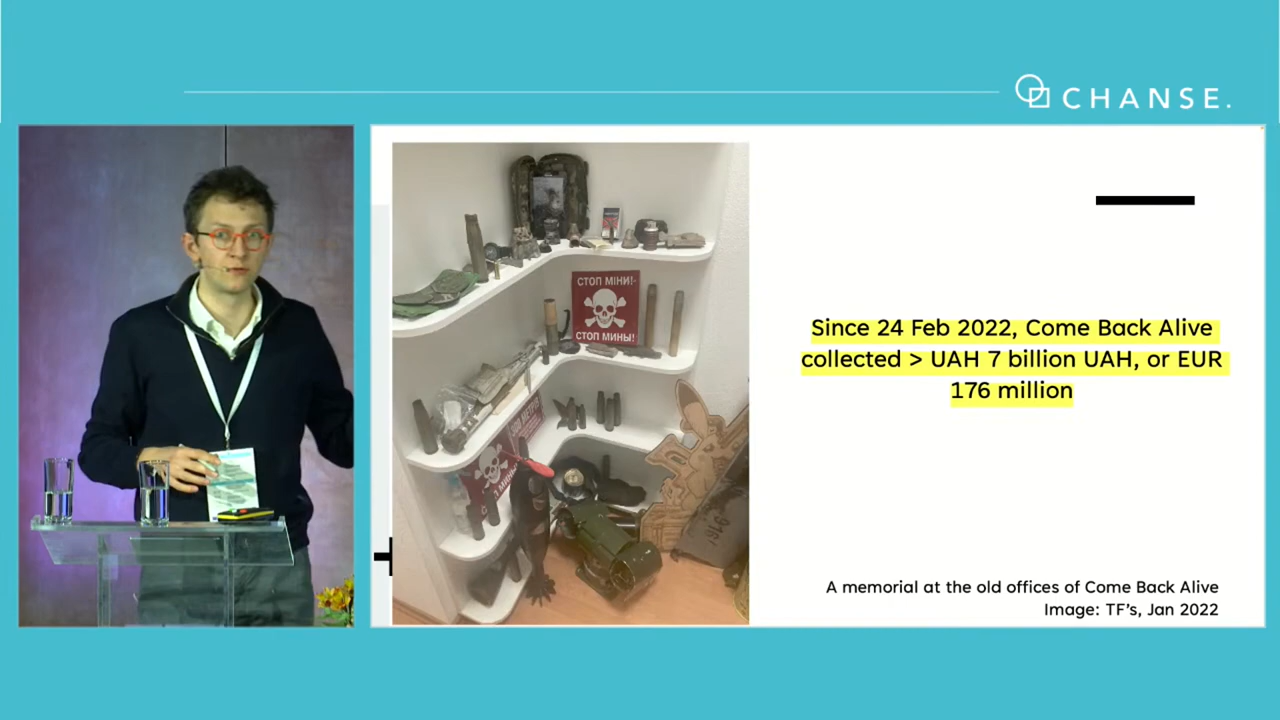 CHANSE.
СТОП МІНИ!
СТОП МИНЫ!
Since 24 Feb 2022, Come Back Alive
collected > UAH 7 billion UAH, or EUR
176 million
A memorial at the old offices of Come Back Alive
Image: TF's, Jan 2022